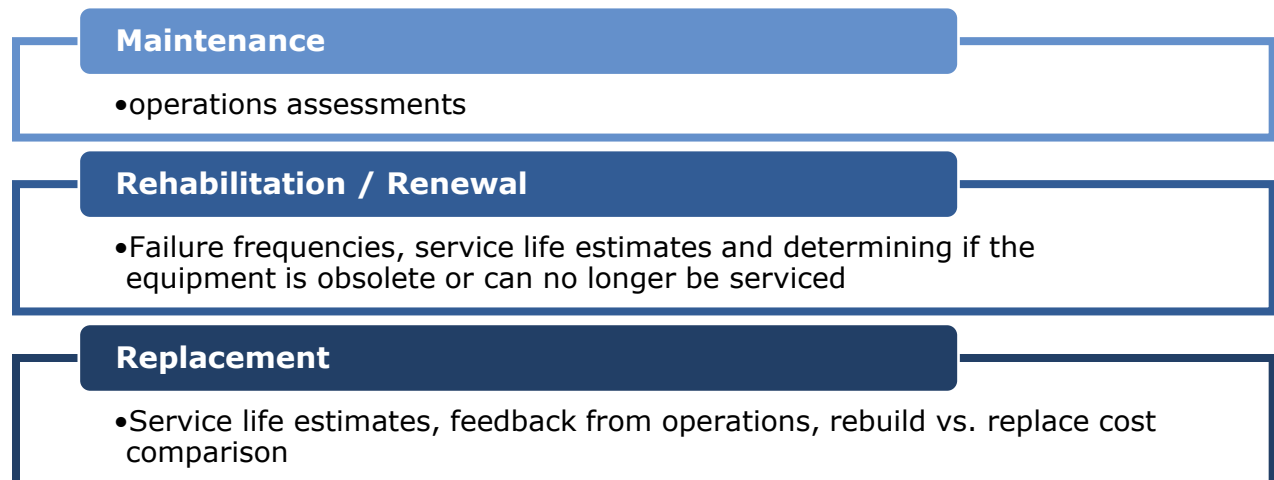 Maintenance
•operations assessments
Rehabilitation / Renewal
•Failure frequencies, service life estimates and determining if the
equipment is obsolete or can no longer be serviced
Replacement
•Service life estimates, feedback from operations, rebuild vs. replace cost
comparison